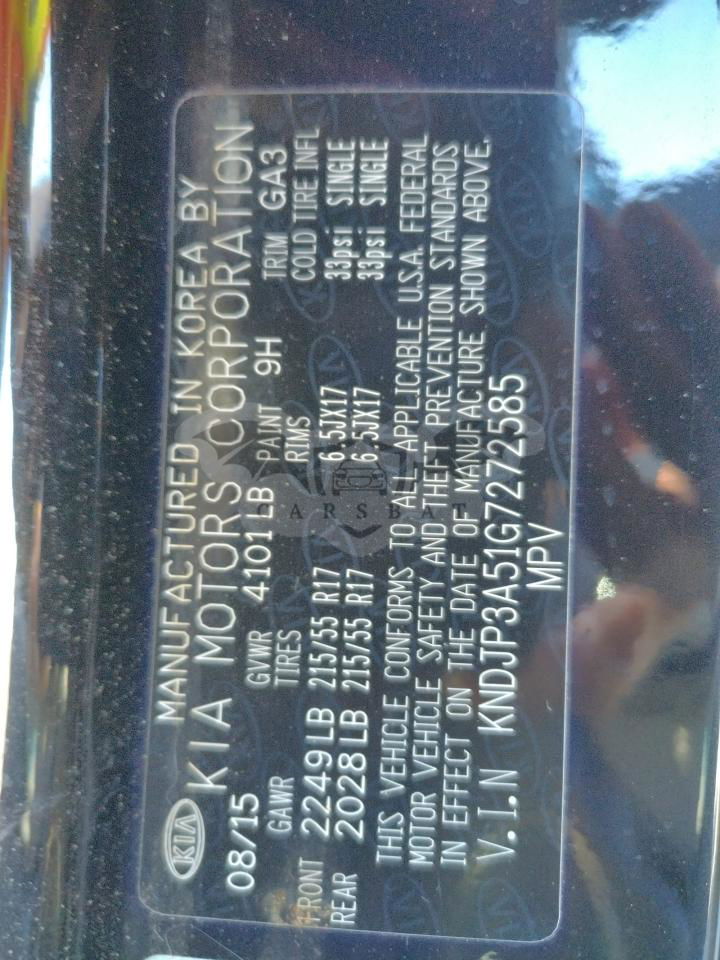 KIA
MANUFACTURED IN KOREA BY
KIA MOTORS CORPORATION
08/15 GVWR 4101LB PAINT 9H TRIM GA3
GAWR TIRES RIMS COLD TIRE INFL
FRONT 2249LB 215/55 R17 6.5JX17 33psi SINGLE
REAR 2028LB 215/55 R17 6.5JX17 33psi SINGLE
THIS VEHICLE CONFORMS TO ALL APPLICABLE U.S.A. FEDERAL
MOTOR VEHICLE SAFETY AND THEFT PREVENTION STANDARDS
IN EFFECT ON THE DATE OF MANUFACTURE SHOWN ABOVE.
V.I.N KNDJP3A51G7272585
MPV
CARSBAT